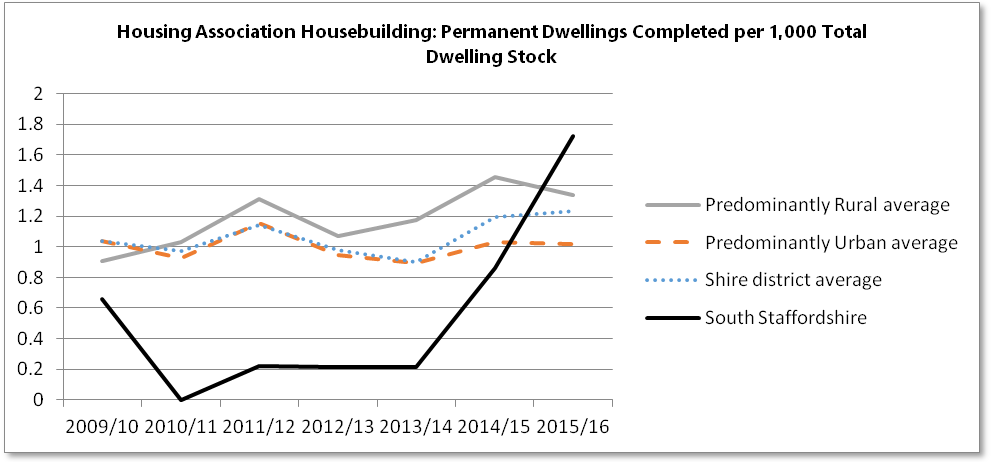 Housing Association Housebuilding: Permanent Dwellings Completed per 1,000 Total
Dwelling Stock
2
1.8
1.6
1.4
1.2
1
0.8
0.6
0.4
0.2
0
2009/10 2010/11 2011/12 2012/13 2013/14 2014/15 2015/16
Predominantly Rural average
Predominantly Urban average
Shire district average
South Staffordshire